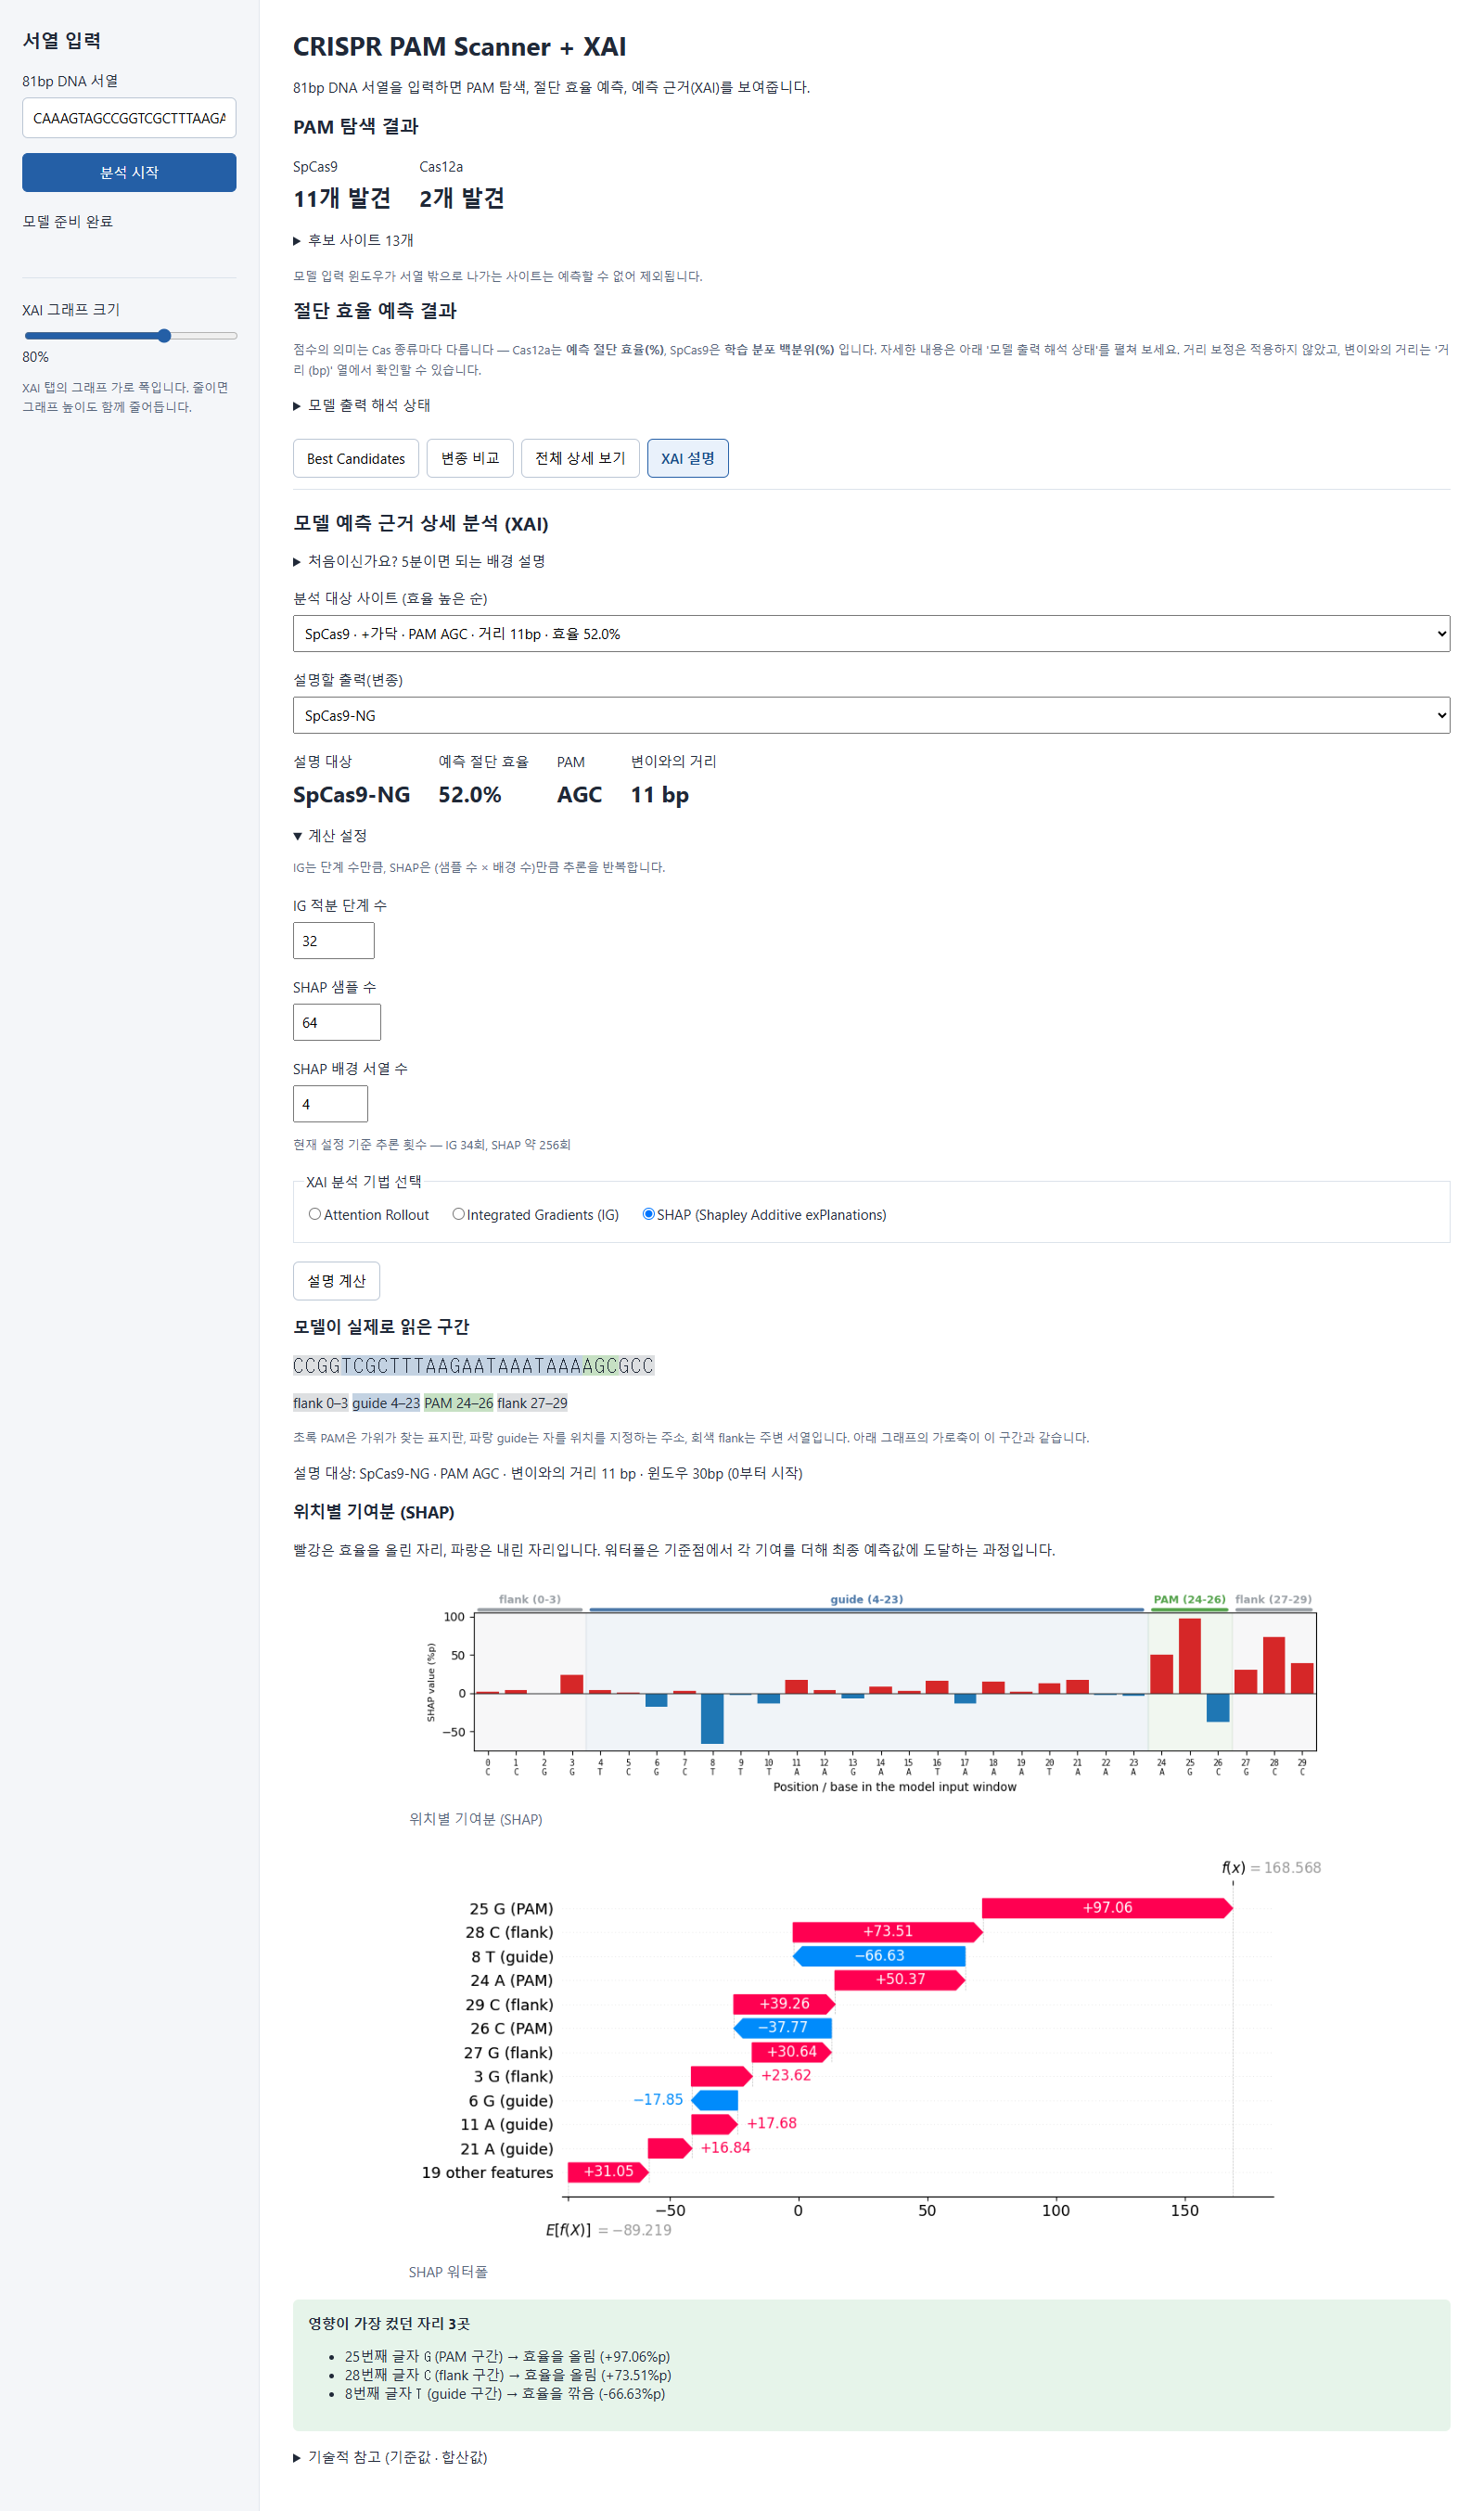 서열 입력
81bp DNA 서열
CAAAGTAGCCGGTCGCTTTAAGA
분석 시작
모델 준비 완료
XAI 그래프 크기
80%
XAI 탭의 그래프 가로 폭입니다. 줄이면
그래프 높이도 함께 줄어듭니다.
CRISPR PAM Scanner + XAI
81bp DNA 서열을 입력하면 PAM 탐색, 절단 효율 예측, 예측 근거(XAI)를 보여줍니다.
PAM 탐색 결과
SpCas9 Cas12a
11개 발견 2개 발견
▶ 후보 사이트 13개
모델 입력 윈도우가 서열 밖으로 나가는 사이트는 예측할 수 없어 제외됩니다.
절단 효율 예측 결과
점수의 의미는 Cas 종류마다 다릅니다 — Cas12a는 예측 절단 효율(%), SpCas9은 학습 분포 백분위(%) 입니다. 자세한 내용은 아래 '모델 출력 해석 상태'를 펼쳐 보세요. 거리 보정은 적용하지 않았고, 변이와의 거리는 '거
리 (bp)' 열에서 확인할 수 있습니다.
▶ 모델 출력 해석 상태
Best Candidates 변종 비교 전체 상세 보기 XAI 설명
모델 예측 근거 상세 분석 (XAI)
▶ 처음이신가요? 5분이면 되는 배경 설명
분석 대상 사이트 (효율 높은 순)
SpCas9 · +가닥 · PAM AGC · 거리 11bp · 효율 52.0%
설명할 출력(변종)
SpCas9-NG
설명 대상 예측 절단 효율 PAM 변이와의 거리
SpCas9-NG 52.0% AGC 11 bp
▼ 계산 설정
IG는 단계 수만큼, SHAP은 (샘플 수 × 배경 수)만큼 추론을 반복합니다.
IG 적분 단계 수
32
SHAP 샘플 수
64
SHAP 배경 서열 수
4
현재 설정 기준 추론 횟수 — IG 34회, SHAP 약 256회
XAI 분석 기법 선택
Attention Rollout Integrated Gradients (IG) SHAP (Shapley Additive exPlanations)
설명 계산
모델이 실제로 읽은 구간
CCGGTCGCTTTAAGAATAAATAAAAGCGCC
flank 0–3 guide 4–23 PAM 24–26 flank 27–29
초록 PAM은 가위가 찾는 표지판, 파랑 guide는 자를 위치를 지정하는 주소, 회색 flank는 주변 서열입니다. 아래 그래프의 가로축이 이 구간과 같습니다.
설명 대상: SpCas9-NG · PAM AGC · 변이와의 거리 11 bp · 윈도우 30bp (0부터 시작)
위치별 기여분 (SHAP)
빨강은 효율을 올린 자리, 파랑은 내린 자리입니다. 워터폴은 기준점에서 각 기여를 더해 최종 예측값에 도달하는 과정입니다.
flank (0-3) guide (4-23) PAM (24-26) flank (27-29)
SHAP value (%p)
100
50
0
−50
0 1 2 3 4 5 6 7 8 9 10 11 12 13 14 15 16 17 18 19 20 21 22 23 24 25 26 27 28 29
C C G G T C G C T T T A A G A A T A A A T A A A A G C G C C
Position / base in the model input window
위치별 기여분 (SHAP)
f(x) = 168.568
25 G (PAM) +97.06
28 C (flank) +73.51
8 T (guide) −66.63
24 A (PAM) +50.37
29 C (flank) +39.26
26 C (PAM) −37.77
27 G (flank) +30.64
3 G (flank) +23.62
6 G (guide) −17.85
11 A (guide) +17.68
21 A (guide) +16.84
19 other features +31.05
−50 0 50 100 150
E[f(X)] = −89.219
SHAP 워터폴
영향이 가장 컸던 자리 3곳
• 25번째 글자 G (PAM 구간) → 효율을 올림 (+97.06%p)
• 28번째 글자 C (flank 구간) → 효율을 올림 (+73.51%p)
• 8번째 글자 T (guide 구간) → 효율을 깎음 (-66.63%p)
▶ 기술적 참고 (기준값 · 합산값)